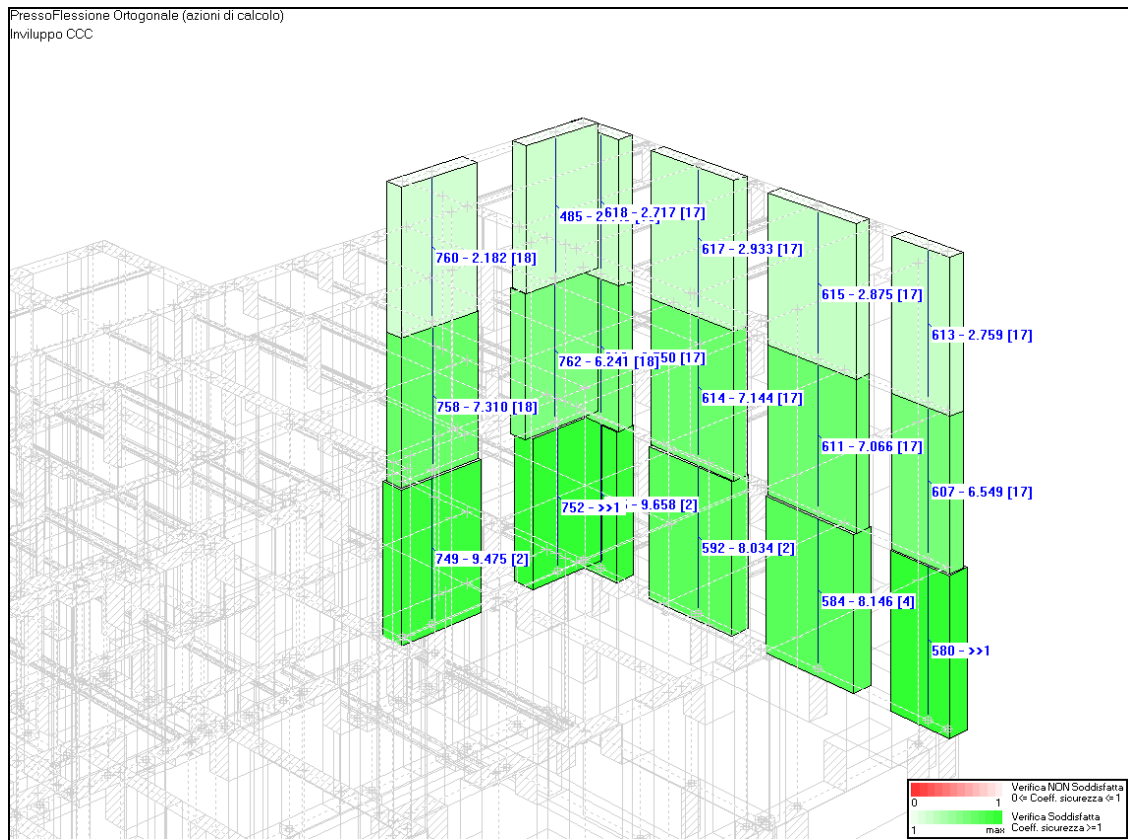 PressoFlessione Ortogonale (azioni di calcolo)
Inviluppo CCC
618 - 2.717 [17]
485 -
617 - 2.933 [17]
760 - 2.182 [18]
615 - 2.875 [17]
613 - 2.759 [17]
762 - 6.241 [18]
[17]
614 - 7.144 [17]
758 - 7.310 [18]
611 - 7.066 [17]
607 - 6.549 [17]
752 - >>1
9.658 [2]
592 - 8.034 [2]
749 - 9.475 [2]
584 - 8.146 [4]
580 - >>1
Verifica NON Soddisfatta
0<= Coeff. sicurezza <=1
0 1
Verifica Soddisfatta
Coeff. sicurezza >=1
1 max